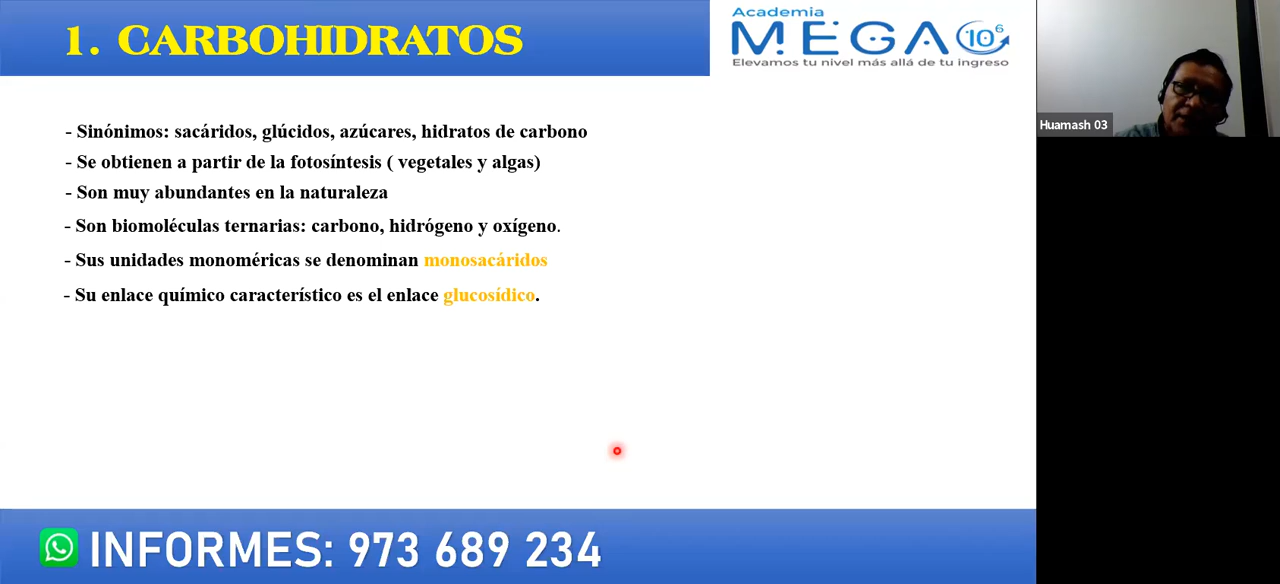 1. CARBOHIDRATOS
Academia
MEGA 10⁶
Elevamos tu nivel más allá de tu ingreso
Huamash 03
- Sinónimos: sacáridos, glúcidos, azúcares, hidratos de carbono
- Se obtienen a partir de la fotosíntesis ( vegetales y algas)
- Son muy abundantes en la naturaleza
- Son biomoléculas ternarias: carbono, hidrógeno y oxígeno.
- Sus unidades monoméricas se denominan monosacáridos
- Su enlace químico característico es el enlace glucosídico.
INFORMES: 973 689 234